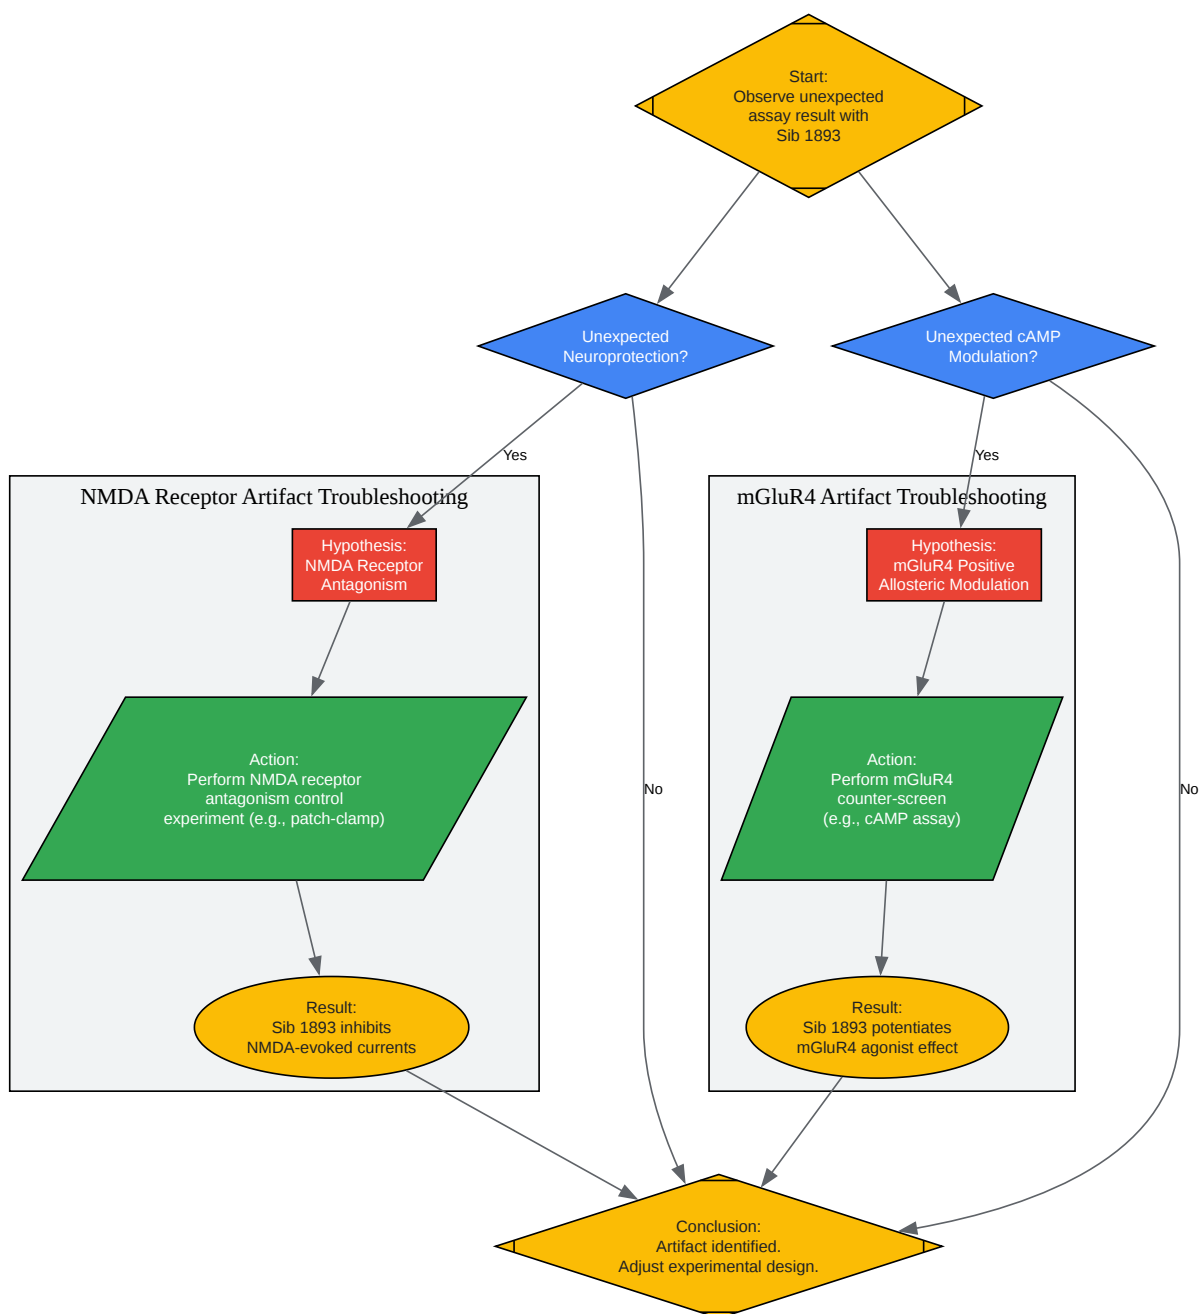 Start:
Observe unexpected
assay result with
Sib 1893
Unexpected
Neuroprotection?
Unexpected cAMP
Modulation?
Yes
Yes
NMDA Receptor Artifact Troubleshooting
Hypothesis:
NMDA Receptor
Antagonism
Action:
Perform NMDA receptor
antagonism control
experiment (e.g., patch-clamp)
Result:
Sib 1893 inhibits
NMDA-evoked currents
No
mGluR4 Artifact Troubleshooting
Hypothesis:
mGluR4 Positive
Allosteric Modulation
Action:
Perform mGluR4
counter-screen
(e.g., cAMP assay)
Result:
Sib 1893 potentiates
mGluR4 agonist effect
No
Conclusion:
Artifact identified.
Adjust experimental design.